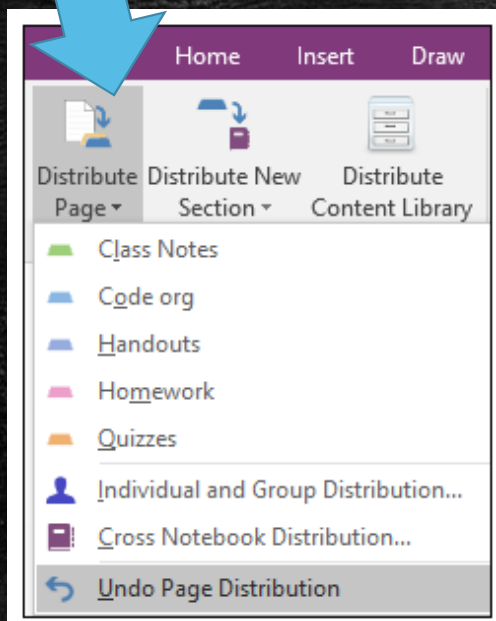 Home Insert Draw
Distribute Page
Distribute New Section
Distribute Content Library
Class Notes
Code org
Handouts
Homework
Quizzes
Individual and Group Distribution...
Cross Notebook Distribution...
Undo Page Distribution